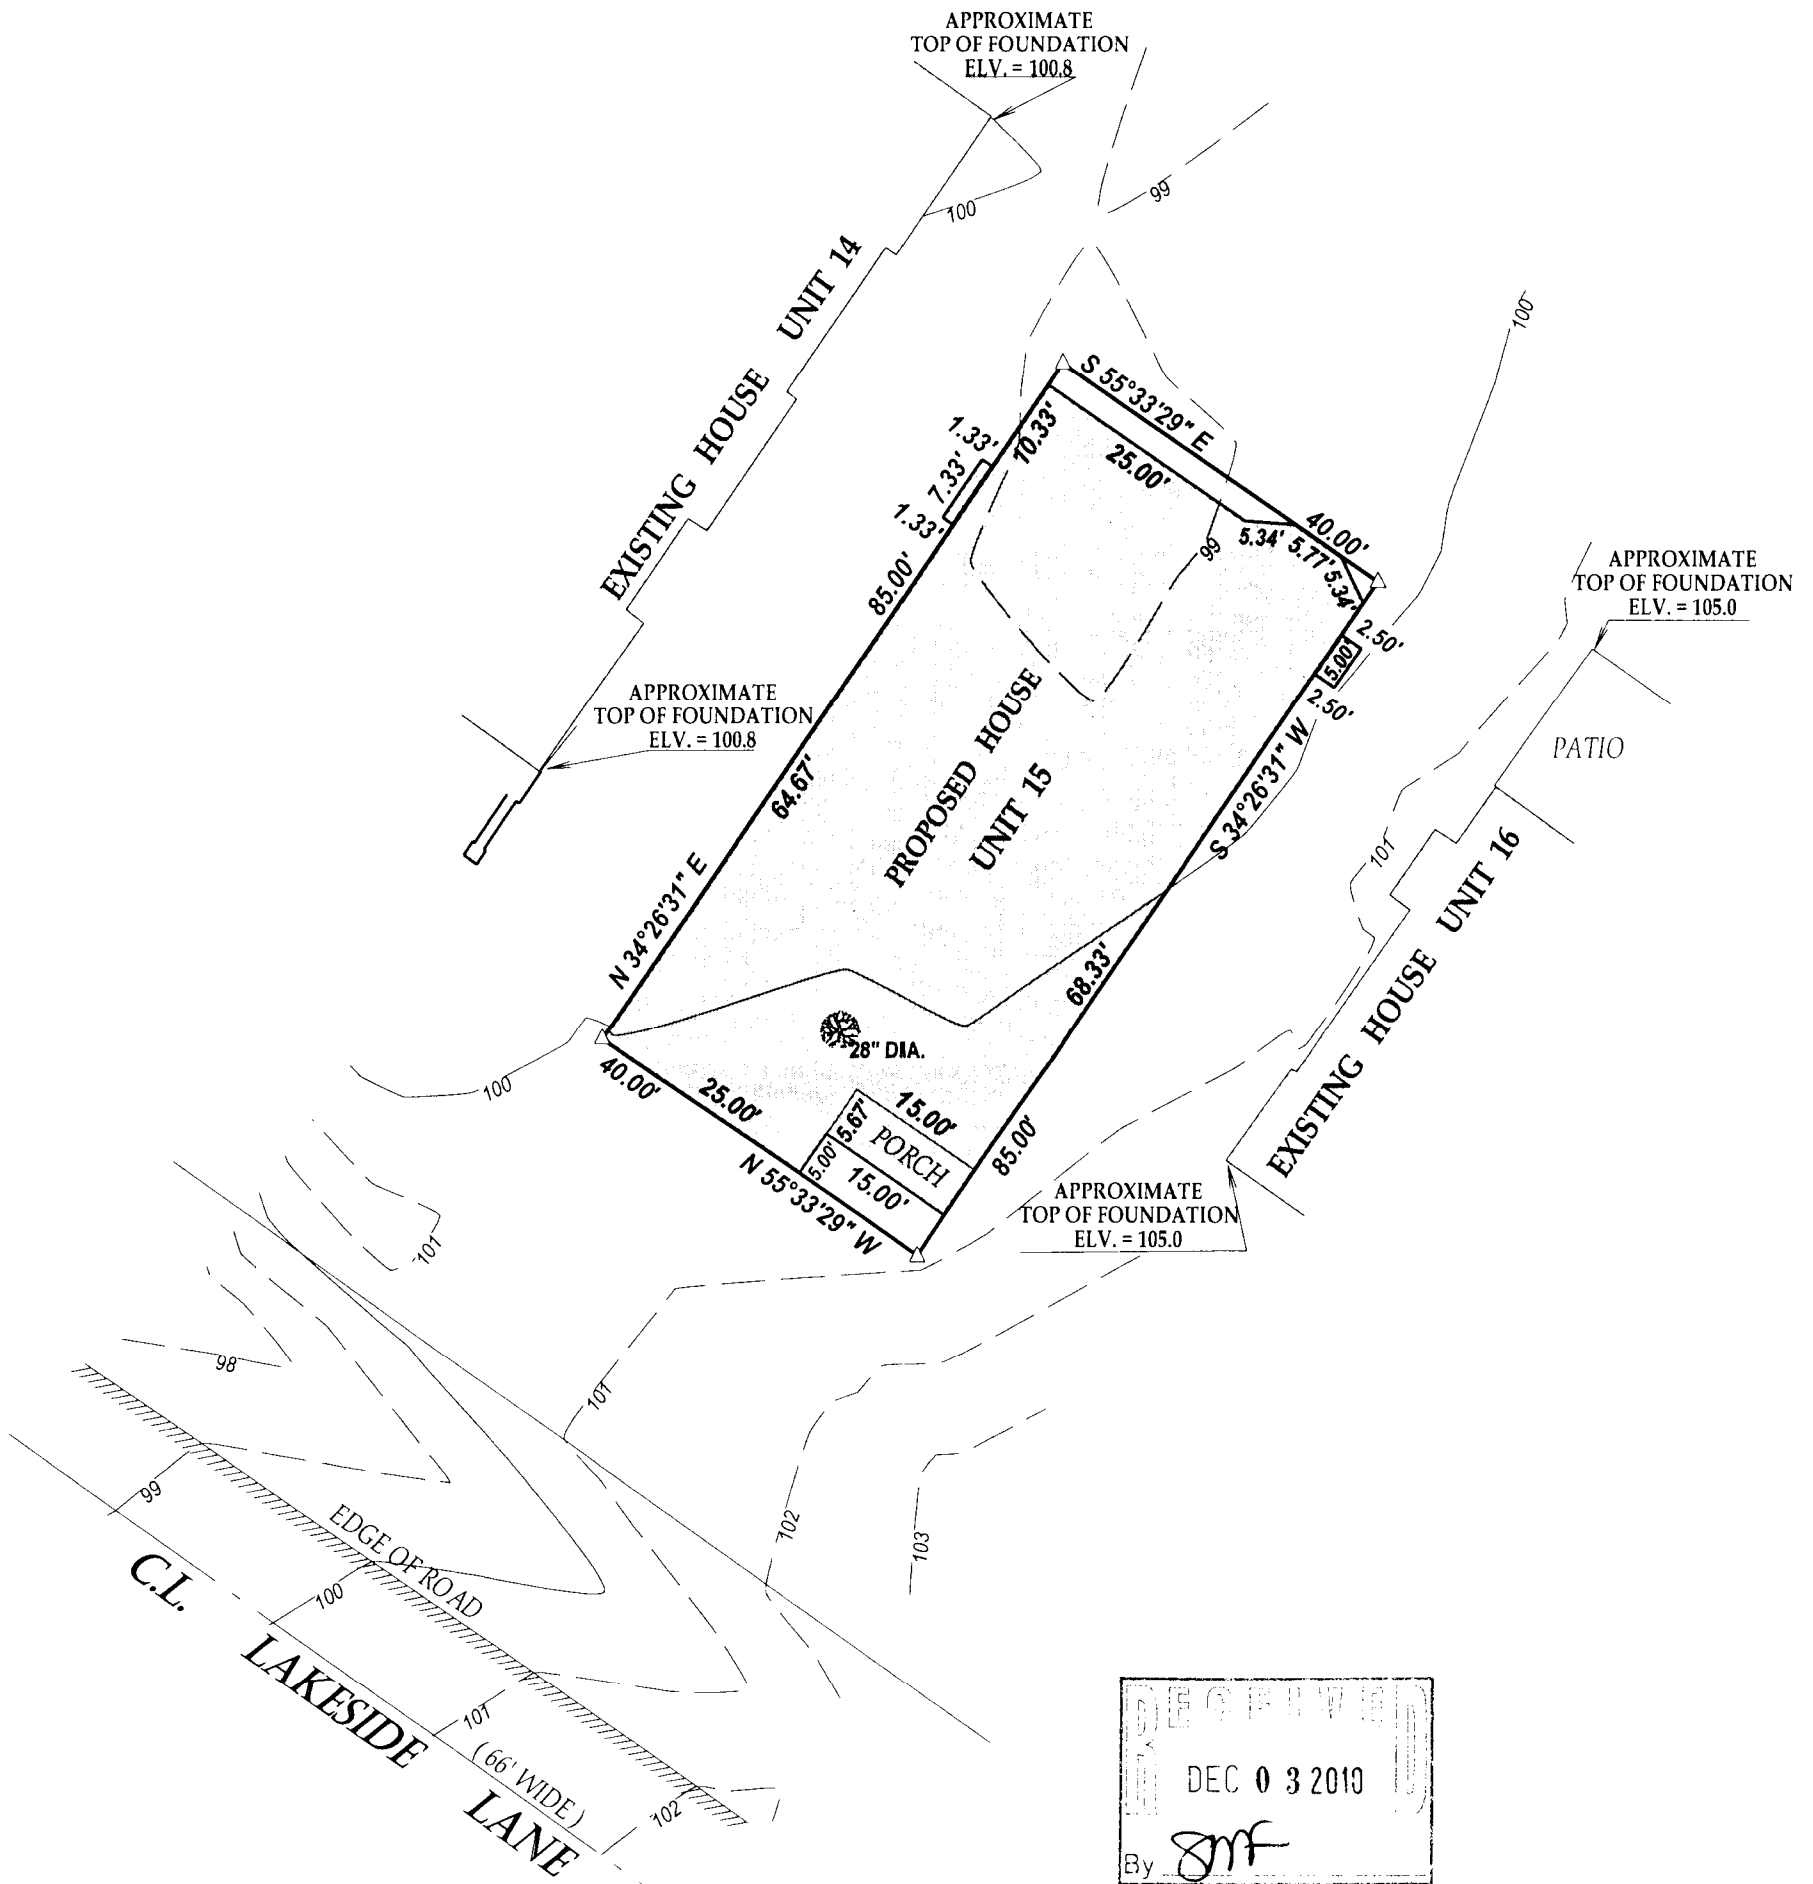 APPROXIMATE
TOP OF FOUNDATION
ELV. = 100.8
99
100
EXISTING HOUSE UNIT 14
100
S 55°33'29" E
1.33'
7.33'
1.33'
10.33'
25.00'
40.00'
5.34' 5.77' 5.34'
99
85.00'
APPROXIMATE
TOP OF FOUNDATION
ELV. = 105.0
2.50'
5.00'
2.50'
APPROXIMATE
TOP OF FOUNDATION
ELV. = 100.8
PATIO
64.67'
PROPOSED HOUSE
UNIT 15
S 34°26'31" W
101
EXISTING HOUSE UNIT 16
N 34°26'31" E
68.33'
28" DIA.
100
40.00'
25.00'
15.00'
5.67'
PORCH
5.00'
15.00'
85.00'
N 55°33'29" W
APPROXIMATE
TOP OF FOUNDATION
ELV. = 105.0
101
98
101
99
102
103
EDGE OF ROAD
100
C.L. LAKESIDE LANE
101
(66' WIDE)
102
RECEIVED
DEC 03 2010
By SMF